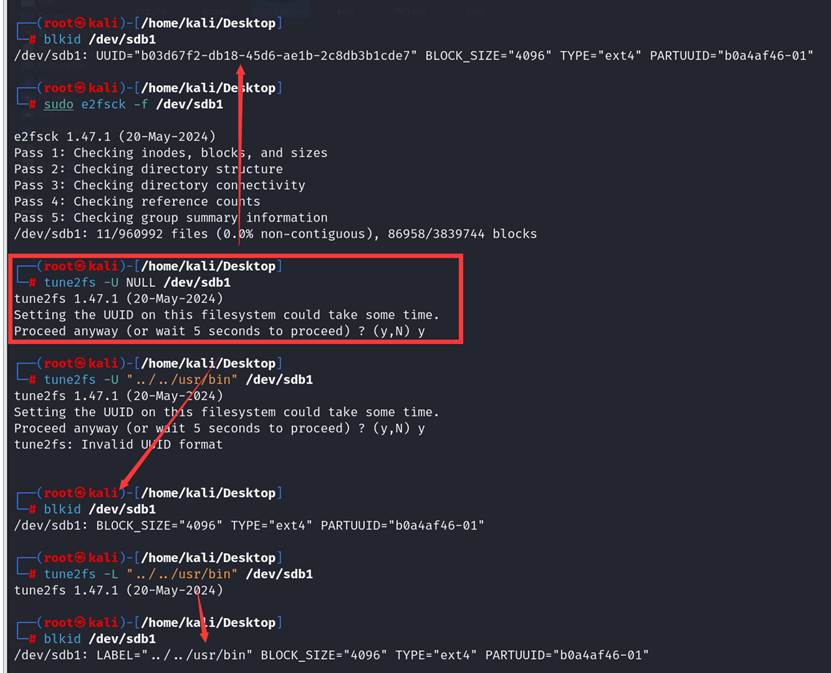 ┌──(root㉿kali)-[/home/kali/Desktop]
└─# blkid /dev/sdb1
/dev/sdb1: UUID="b03d67f2-db18-45d6-ae1b-2c8db3b1cde7" BLOCK_SIZE="4096" TYPE="ext4" PARTUUID="b0a4af46-01"
┌──(root㉿kali)-[/home/kali/Desktop]
└─# sudo e2fsck -f /dev/sdb1
e2fsck 1.47.1 (20-May-2024)
Pass 1: Checking inodes, blocks, and sizes
Pass 2: Checking directory structure
Pass 3: Checking directory connectivity
Pass 4: Checking reference counts
Pass 5: Checking group summary information
/dev/sdb1: 11/960992 files (0.0% non-contiguous), 86958/3839744 blocks
┌──(root㉿kali)-[/home/kali/Desktop]
└─# tune2fs -U NULL /dev/sdb1
tune2fs 1.47.1 (20-May-2024)
Setting the UUID on this filesystem could take some time.
Proceed anyway (or wait 5 seconds to proceed) ? (y,N) y
┌──(root㉿kali)-[/home/kali/Desktop]
└─# tune2fs -U "../../usr/bin" /dev/sdb1
tune2fs 1.47.1 (20-May-2024)
Setting the UUID on this filesystem could take some time.
Proceed anyway (or wait 5 seconds to proceed) ? (y,N) y
tune2fs: Invalid UUID format
┌──(root㉿kali)-[/home/kali/Desktop]
└─# blkid /dev/sdb1
/dev/sdb1: BLOCK_SIZE="4096" TYPE="ext4" PARTUUID="b0a4af46-01"
┌──(root㉿kali)-[/home/kali/Desktop]
└─# tune2fs -L "../../usr/bin" /dev/sdb1
tune2fs 1.47.1 (20-May-2024)
┌──(root㉿kali)-[/home/kali/Desktop]
└─# blkid /dev/sdb1
/dev/sdb1: LABEL="../../usr/bin" BLOCK_SIZE="4096" TYPE="ext4" PARTUUID="b0a4af46-01"